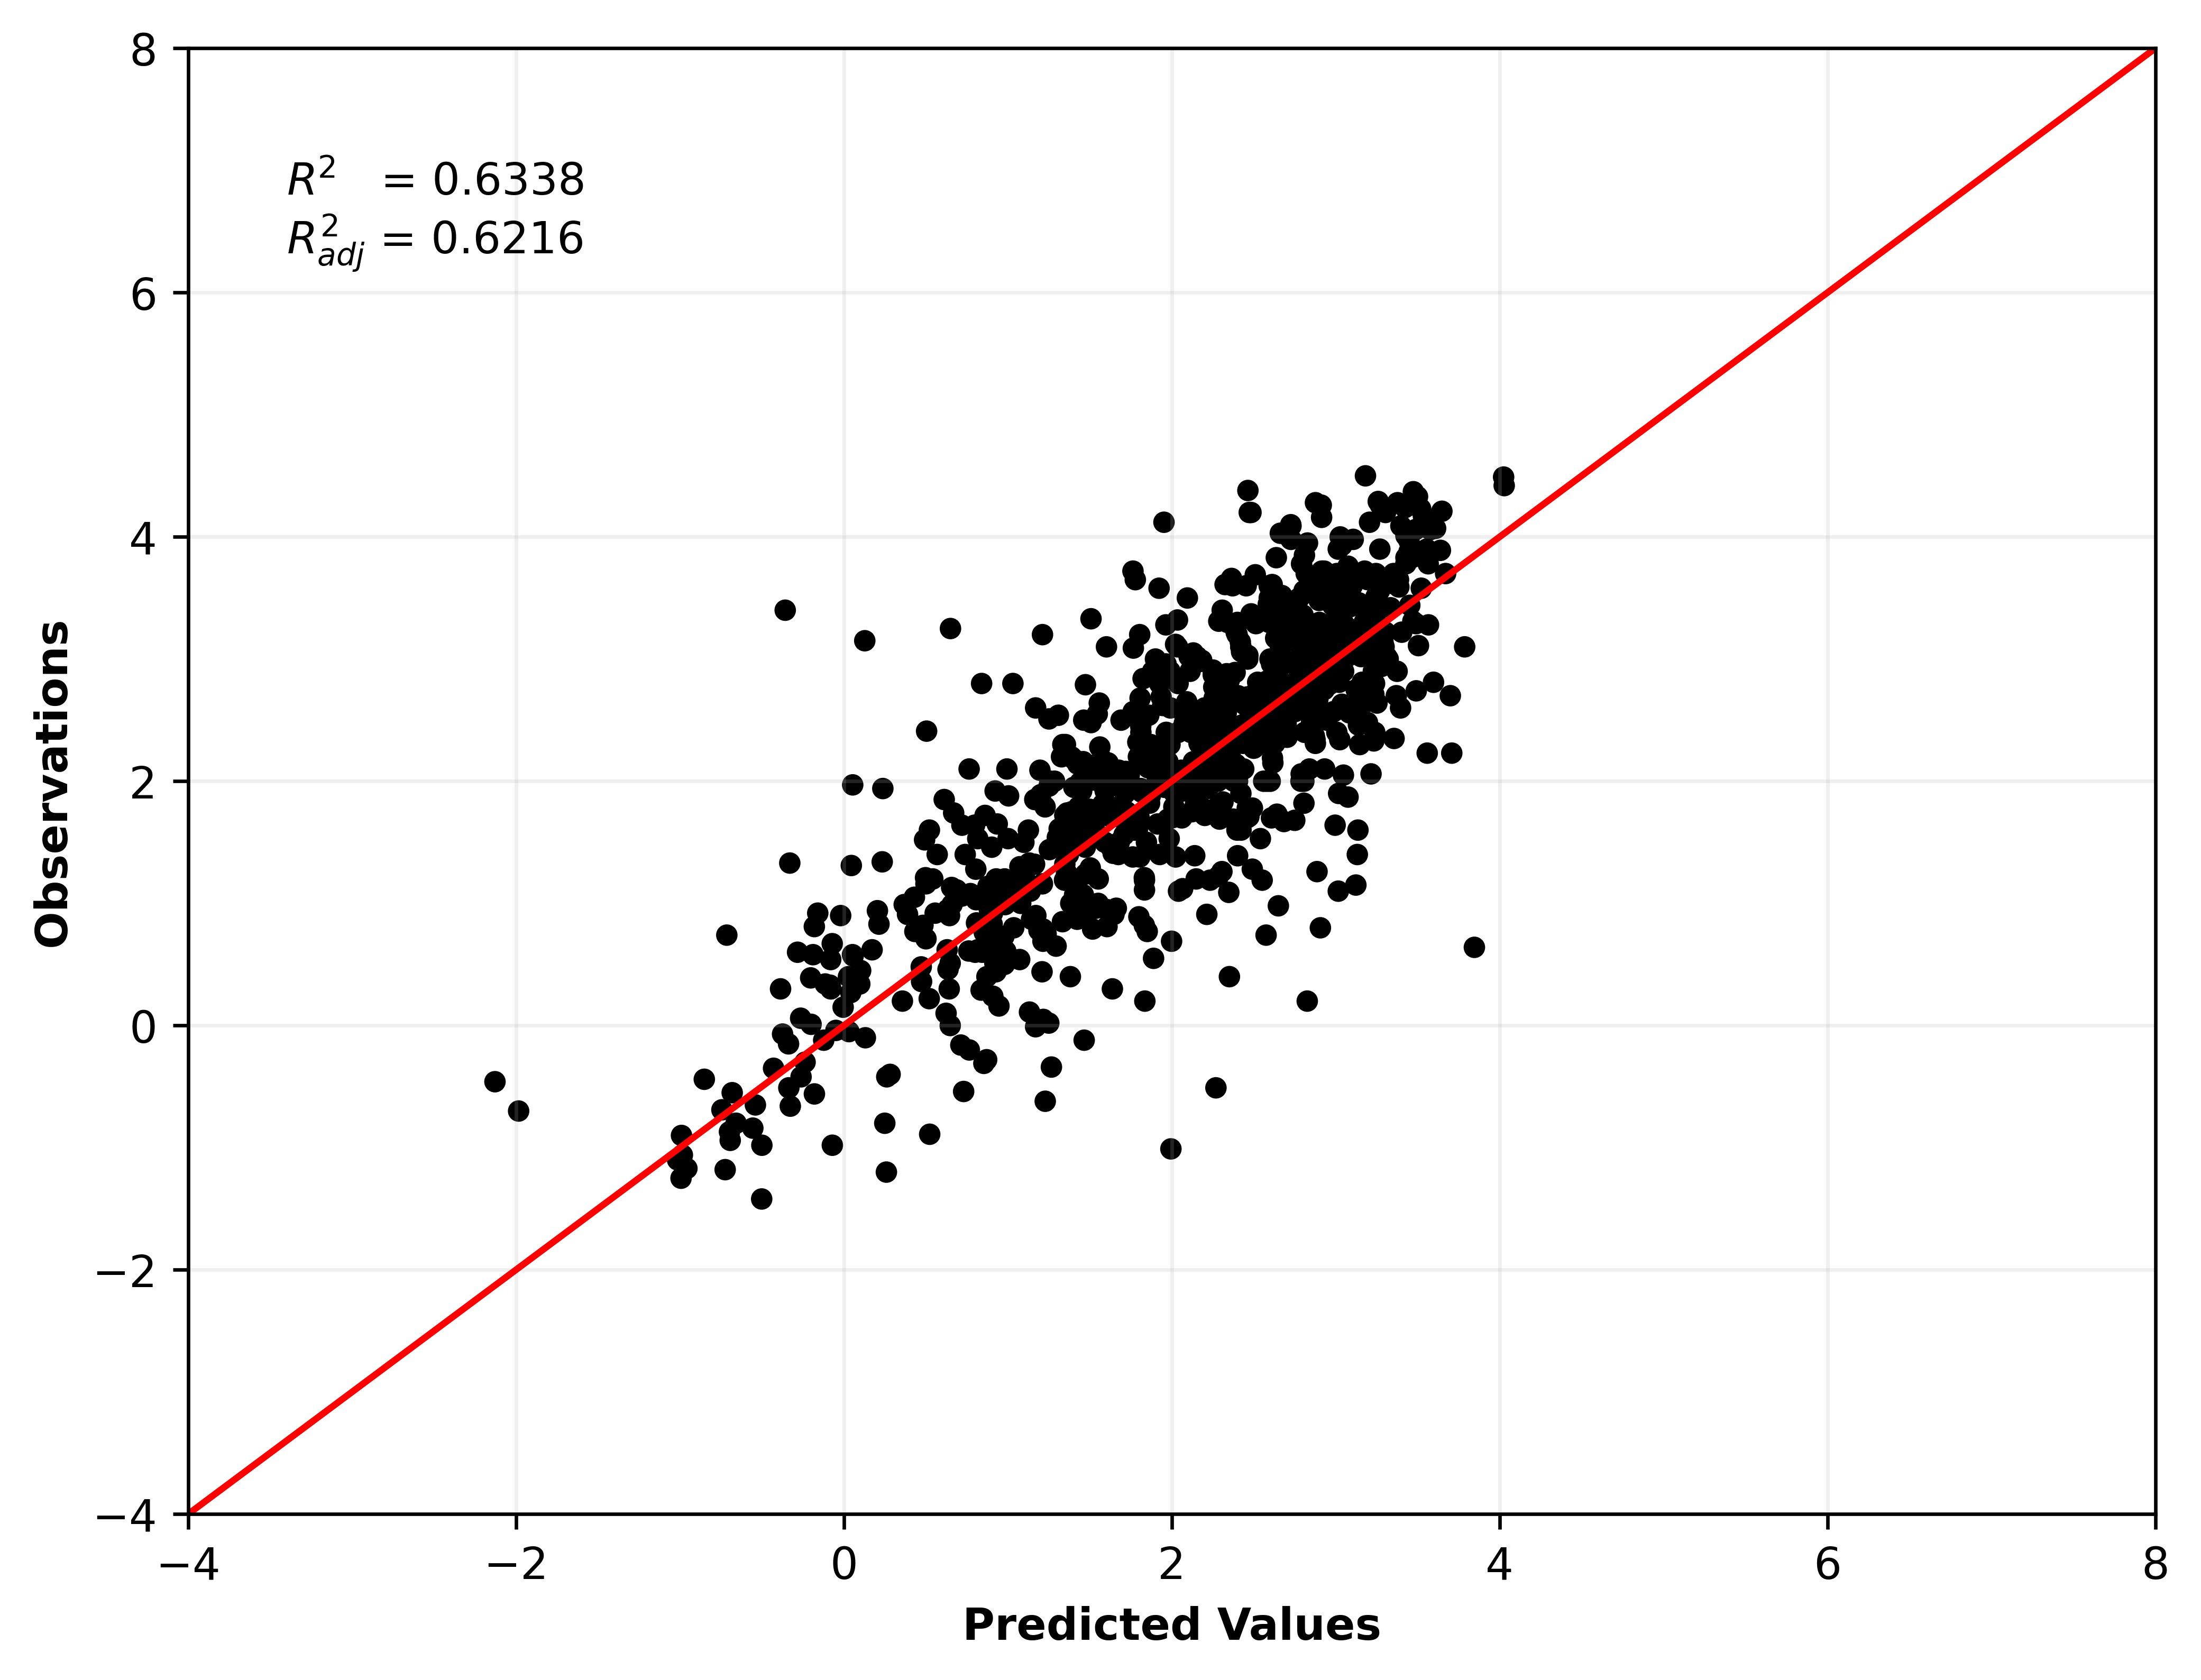 8
R² = 0.6338
R²adj = 0.6216
6
4
2
0
−2
−4
Observations
−4 −2 0 2 4 6 8
Predicted Values